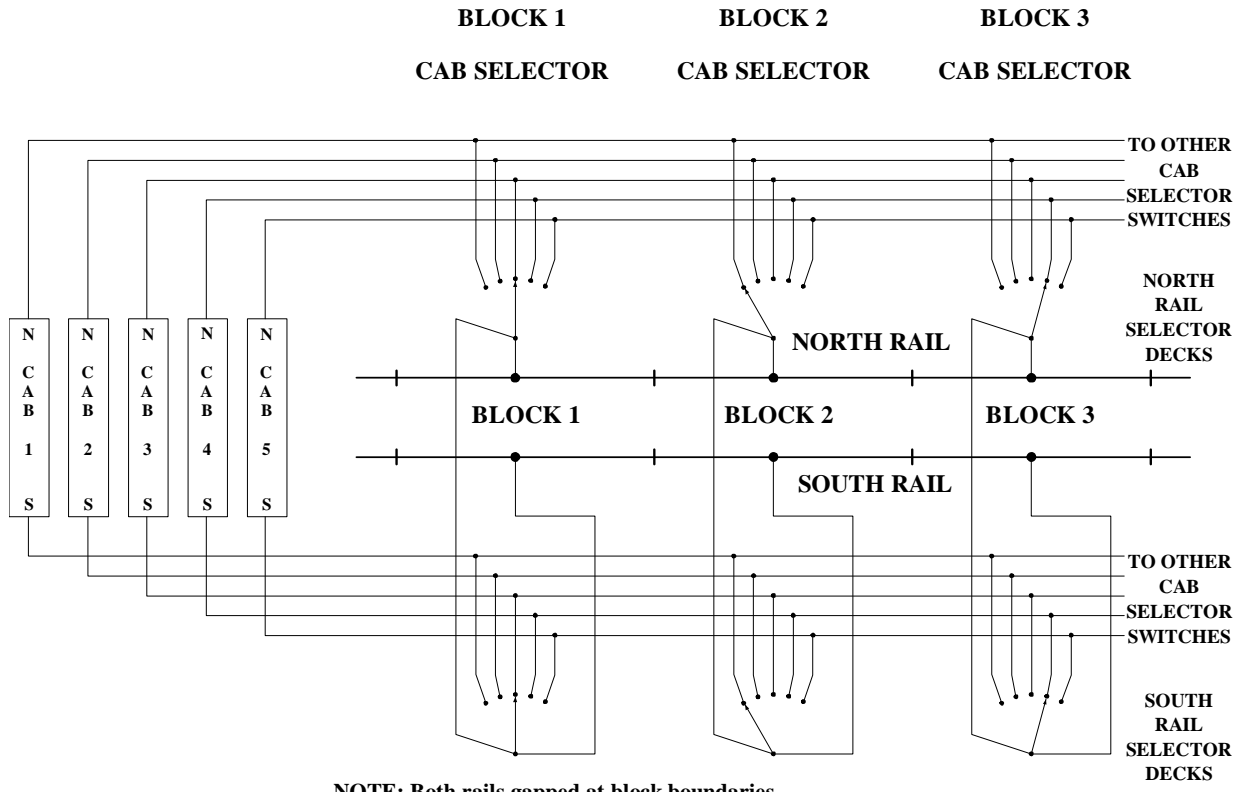 BLOCK 1 BLOCK 2 BLOCK 3
CAB SELECTOR CAB SELECTOR CAB SELECTOR
TO OTHER
CAB
SELECTOR
SWITCHES
NORTH
RAIL
SELECTOR
DECKS
N CAB 1 S
N CAB 2 S
N CAB 3 S
N CAB 4 S
N CAB 5 S
NORTH RAIL
BLOCK 1 BLOCK 2 BLOCK 3
SOUTH RAIL
TO OTHER
CAB
SELECTOR
SWITCHES
SOUTH
RAIL
SELECTOR
DECKS
NOTE: Both rails gapped at block boundaries